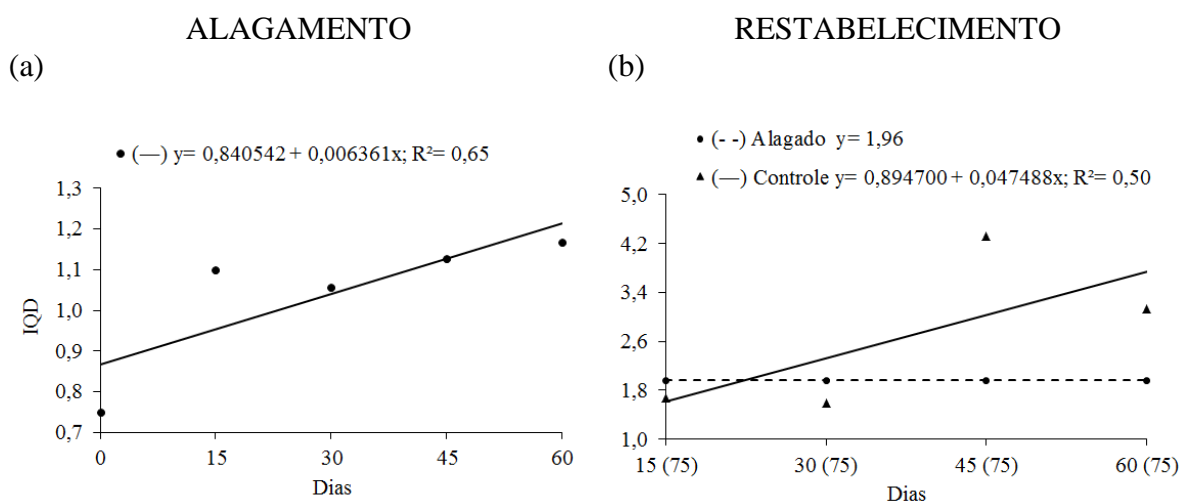 ALAGAMENTO
RESTABELECIMENTO
(a)
(b)
(—) y= 0,840542 + 0,006361x; R²= 0,65
1,3
1,2
1,1
1,0
0,9
0,8
0,7
IQD
0 15 30 45 60
Dias
(- -) Alagado y= 1,96
(—) Controle y= 0,894700 + 0,047488x; R²= 0,50
5,0
4,2
3,4
2,6
1,8
1,0
15 (75) 30 (75) 45 (75) 60 (75)
Dias